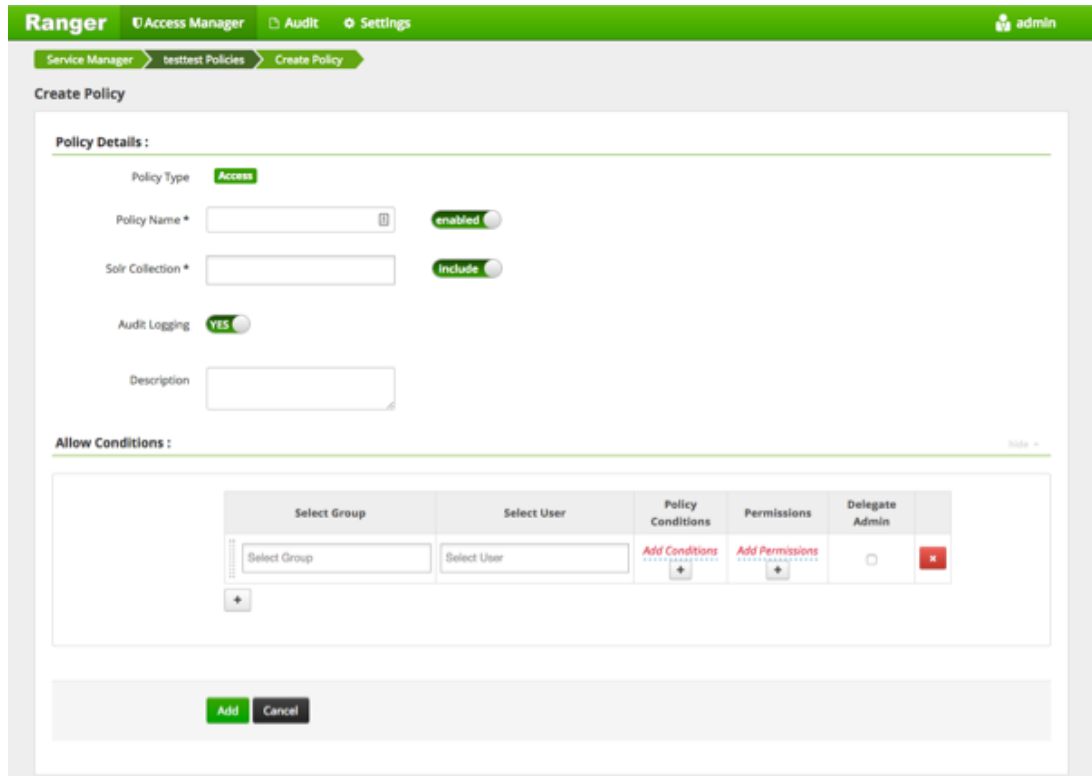 Ranger Access Manager Audit Settings admin
Service Manager testtest Policies Create Policy
Create Policy
Policy Details :
Policy Type Access
Policy Name * enabled
Solr Collection * include
Audit Logging YES
Description
Allow Conditions : hide
Select Group Select User Policy Conditions Permissions Delegate Admin
Select Group Select User Add Conditions Add Permissions
+ +
+
Add Cancel